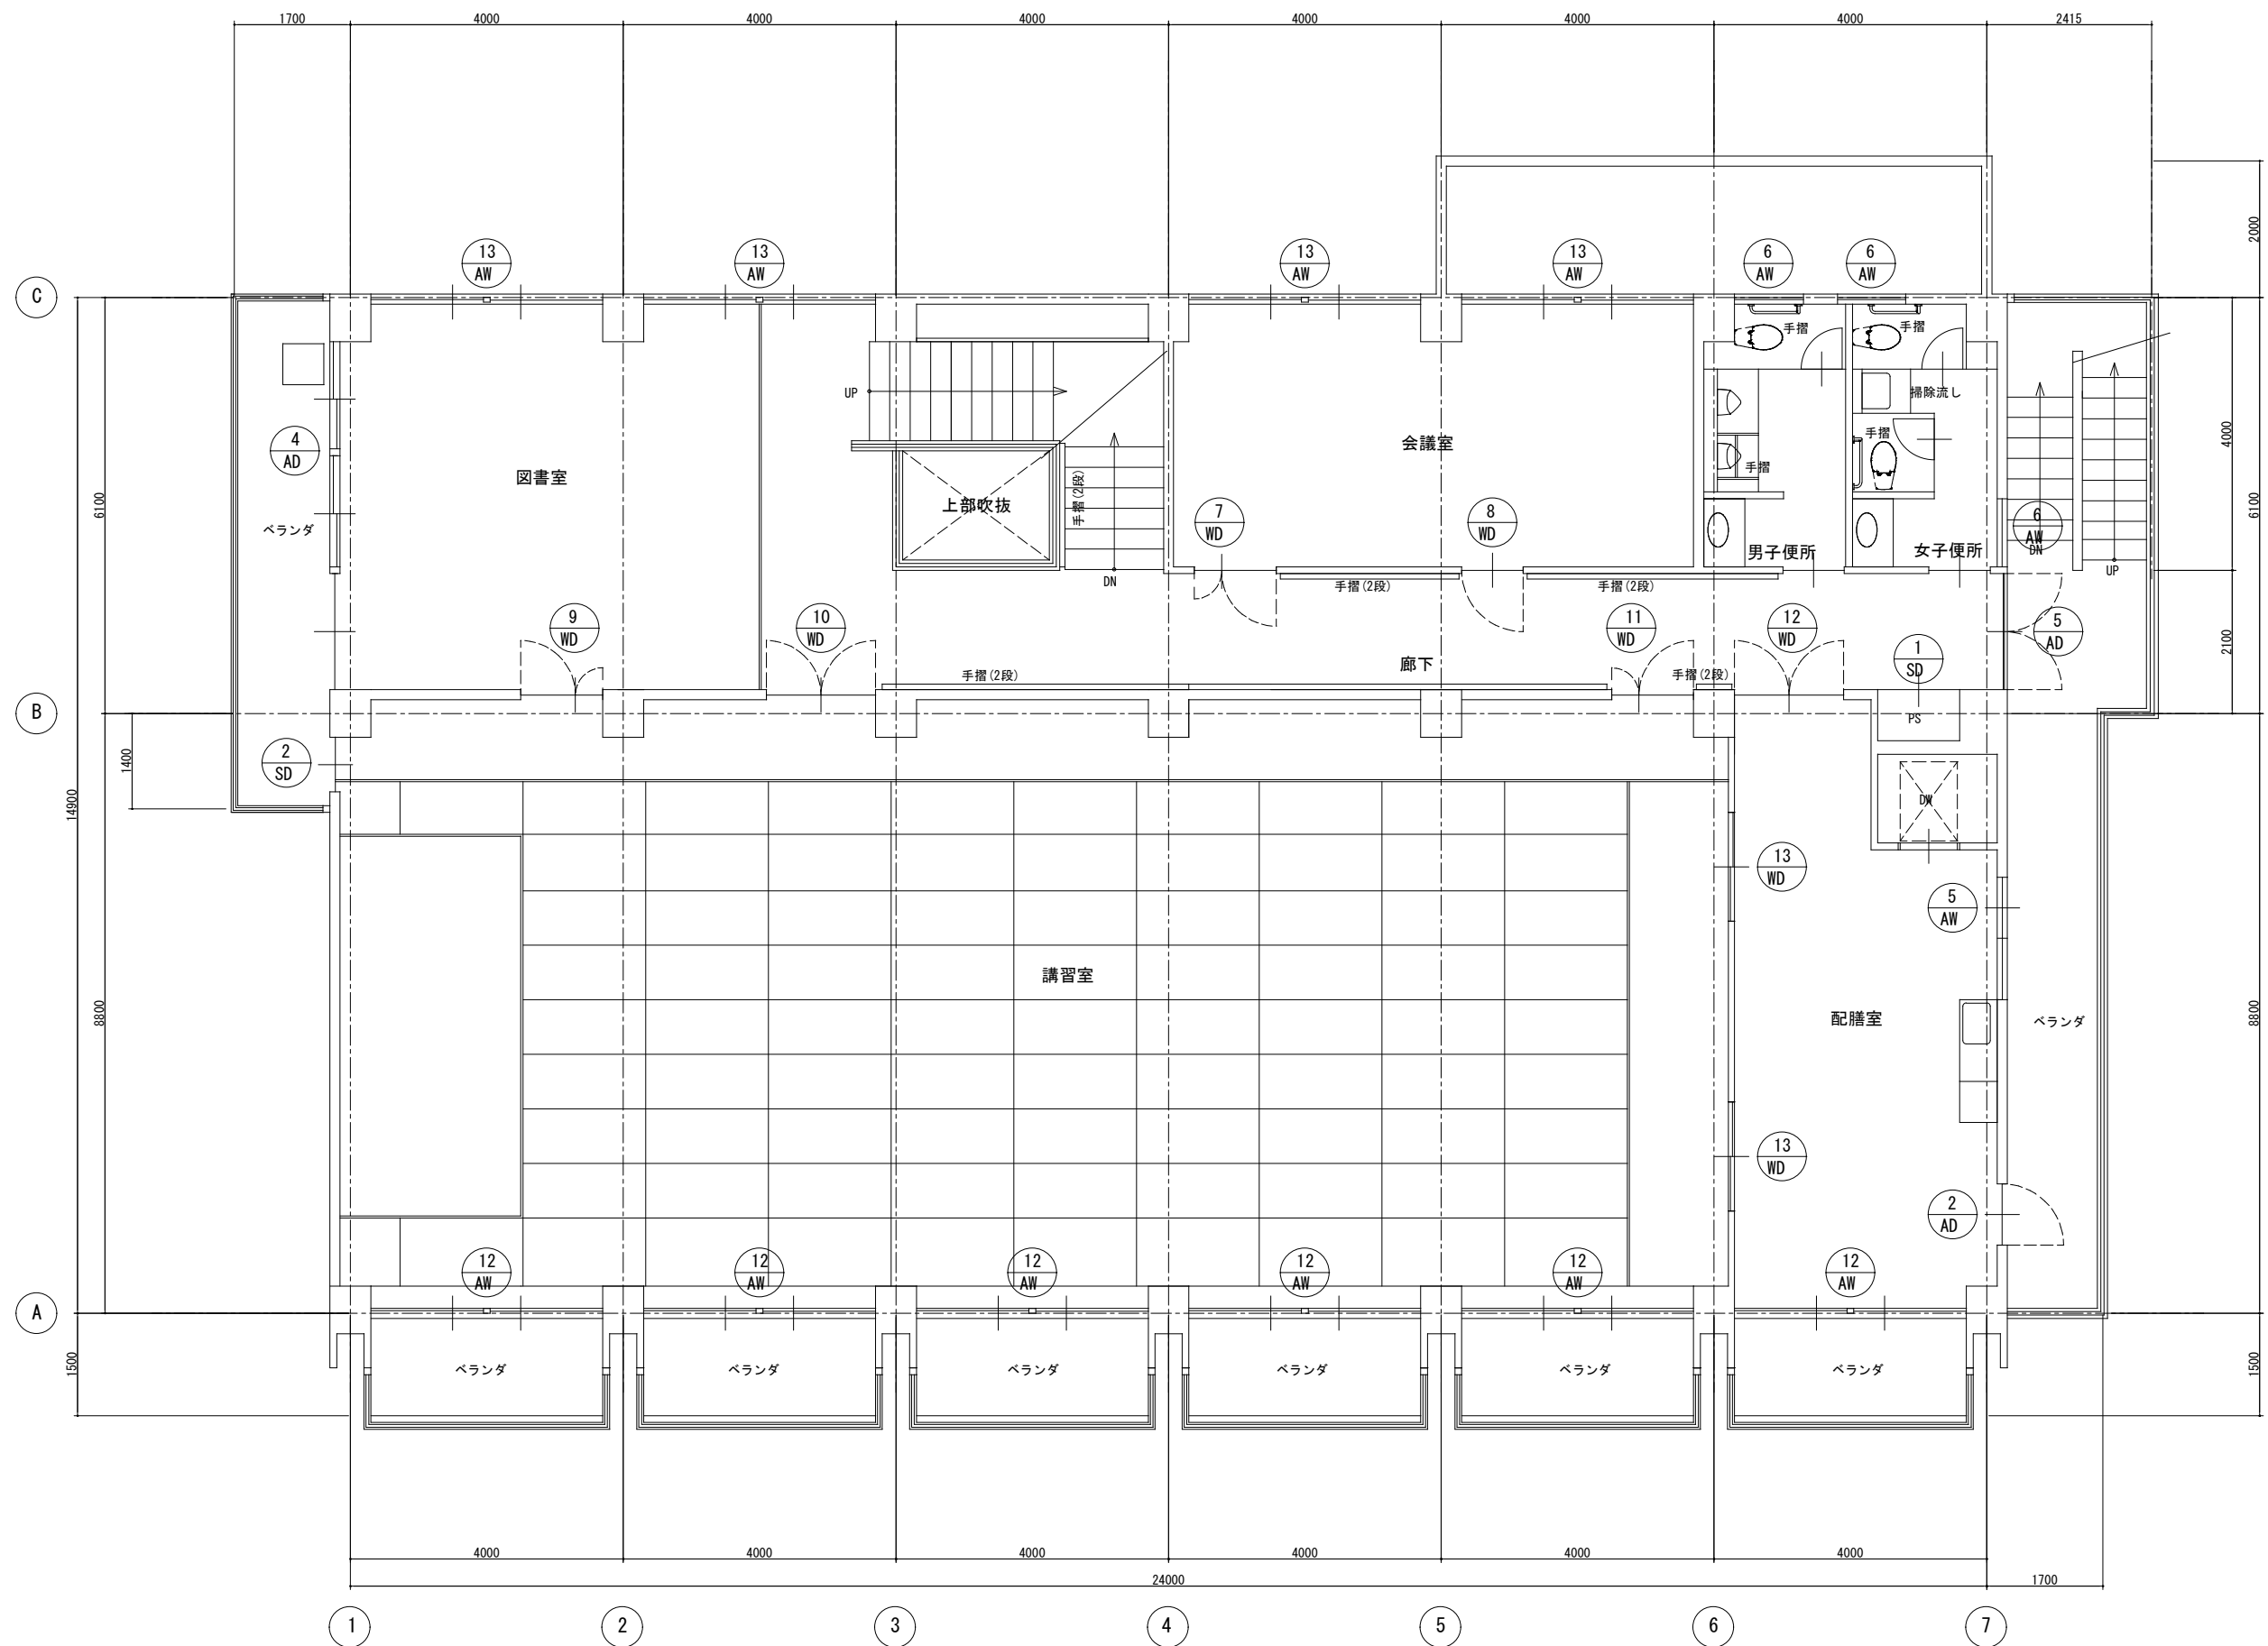 1700 4000 4000 4000 4000 4000 4000 2415
2000
13 AW
13 AW
13 AW
13 AW
6 AW
6 AW
C
手摺
手摺
UP
掃除流し
4 AD
図書室
会議室
手摺
手摺
4000
6100
ベランダ
上部吹抜
手摺(2段)
7 WD
8 WD
6 AW
6100
男子便所
女子便所
DN
DN
UP
手摺(2段)
手摺(2段)
9 WD
10 WD
11 WD
12 WD
5 AD
2100
1 SD
廊下
手摺(2段)
手摺(2段)
B
PS
2 SD
1400
14900
DW
13 WD
5 AW
講習室
8800
配膳室
ベランダ
8800
13 WD
2 AD
12 AW
12 AW
12 AW
12 AW
12 AW
12 AW
A
1500
ベランダ
ベランダ
ベランダ
ベランダ
ベランダ
ベランダ
1500
4000 4000 4000 4000 4000 4000
24000 1700
1 2 3 4 5 6 7